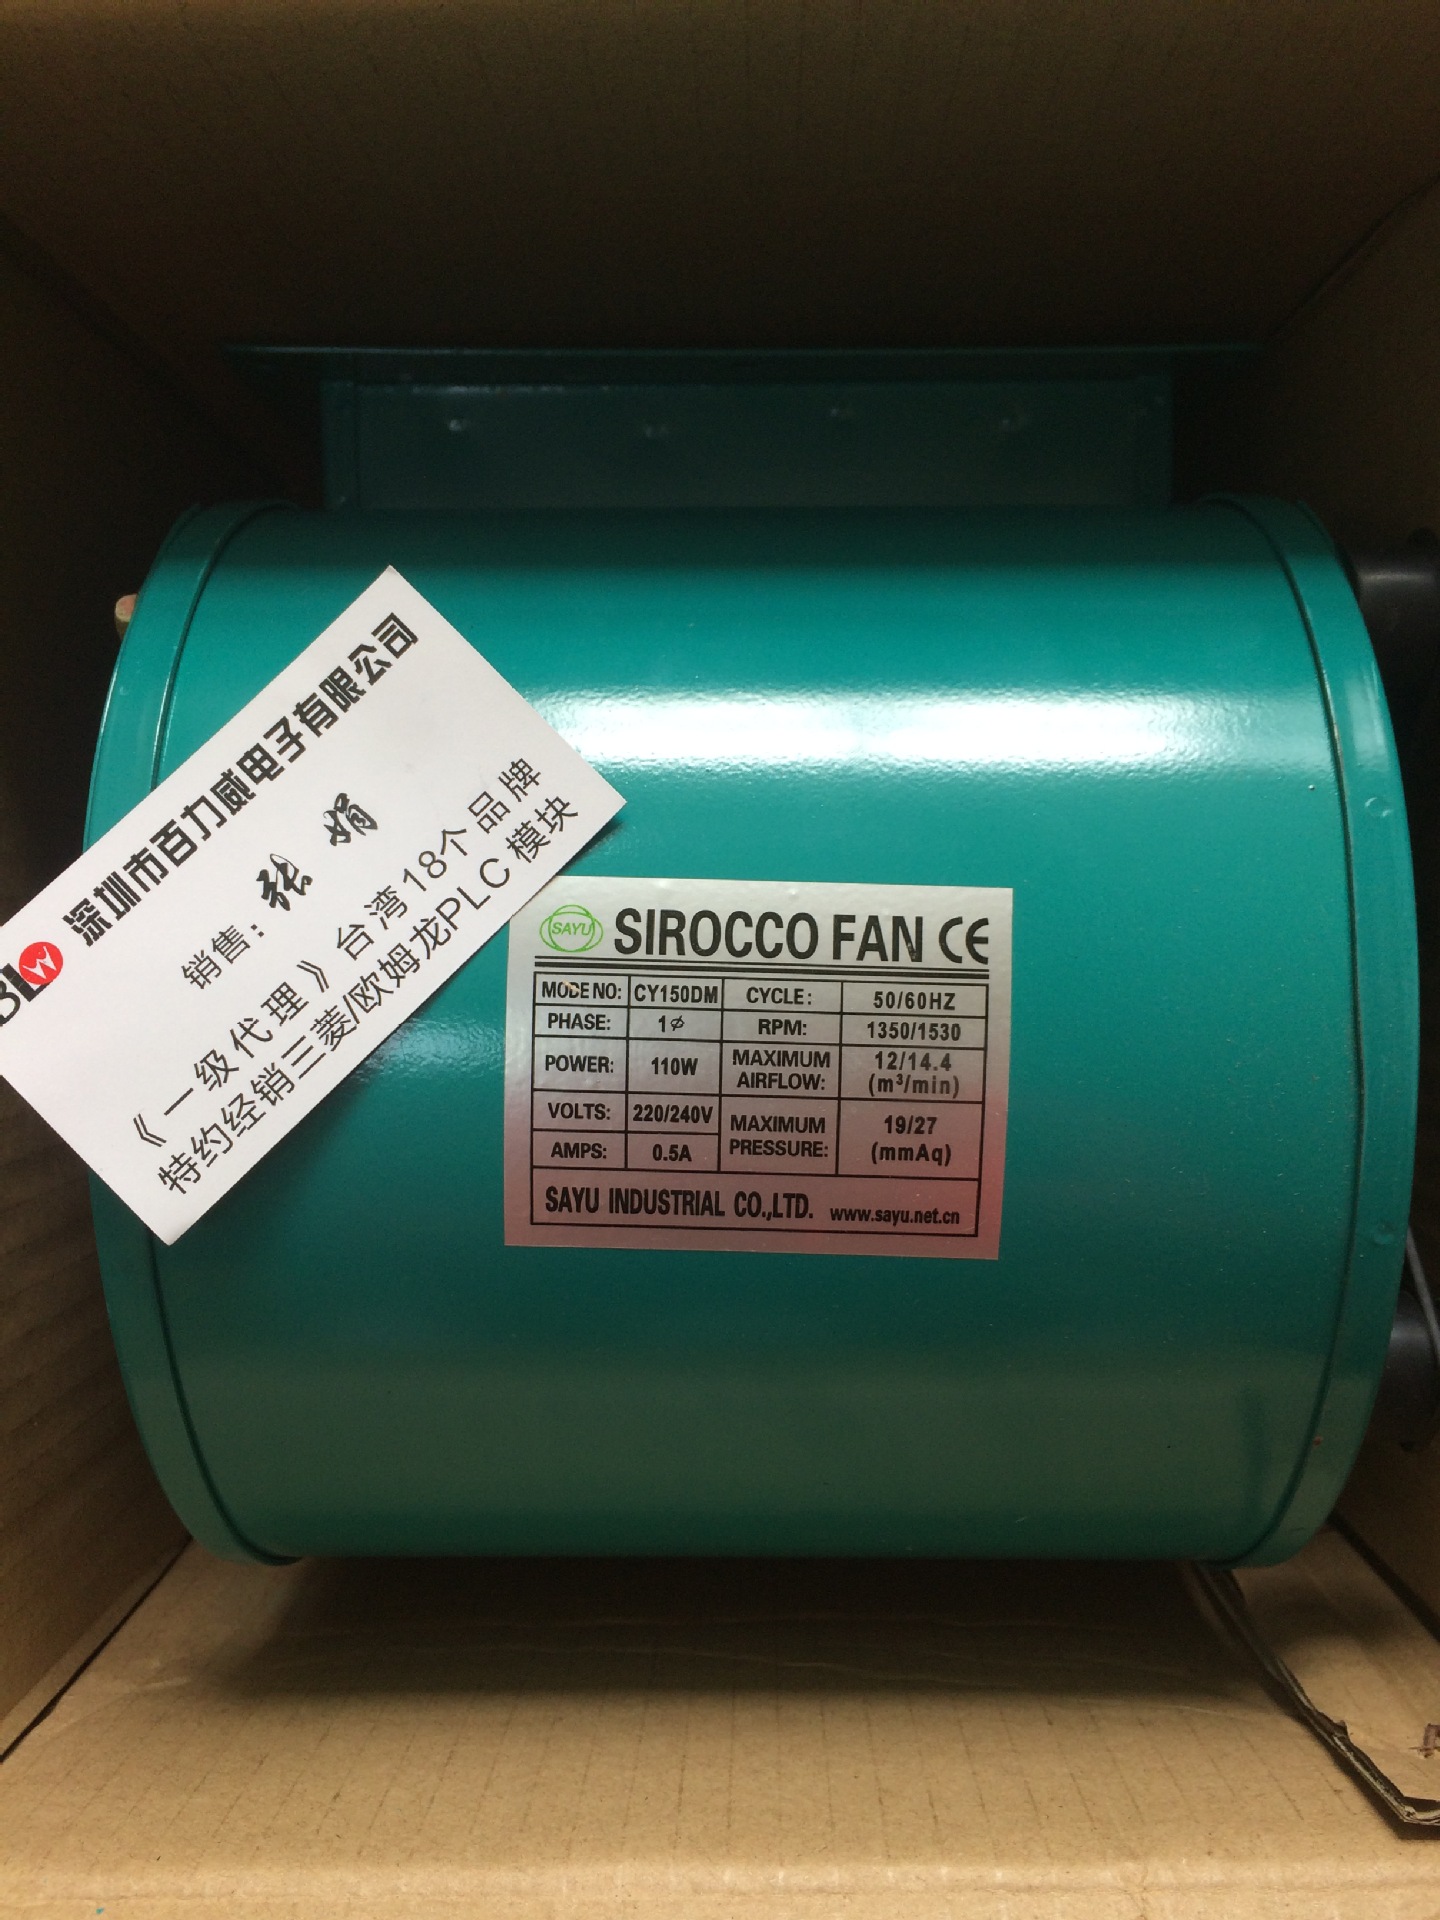 BLW 深圳市百力威电子有限公司
销售：张 娟
《一级代理》台湾18个品牌
特约经销三菱/欧姆龙PLC模块
SAYU SIROCCO FAN CE
MODE NO: CY150DM CYCLE: 50/60HZ
PHASE: 1ϕ RPM: 1350/1530
POWER: 110W MAXIMUM AIRFLOW: 12/14.4 (m³/min)
VOLTS: 220/240V MAXIMUM PRESSURE: 19/27 (mmAq)
AMPS: 0.5A
SAYU INDUSTRIAL CO.,LTD. www.sayu.net.cn